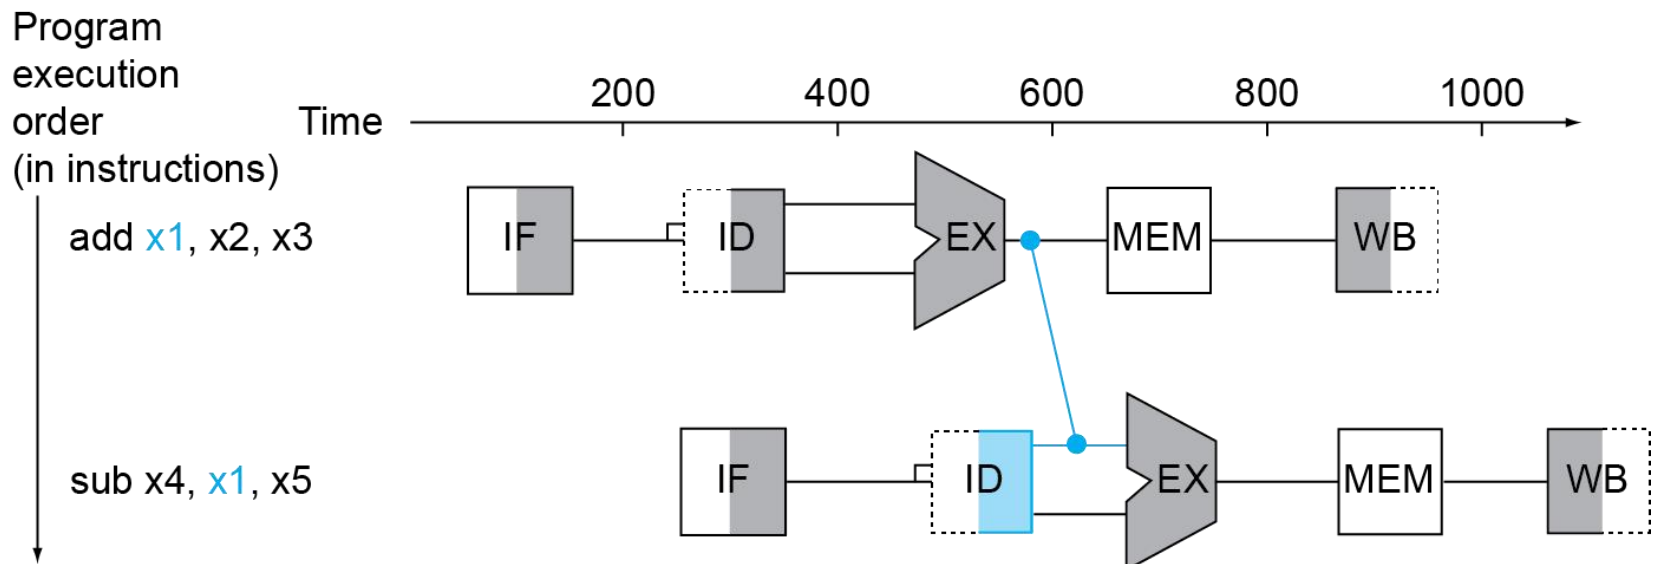 Program
execution
order
(in instructions)
Time
200 400 600 800 1000
add x1, x2, x3
IF ID EX MEM WB
sub x4, x1, x5
IF ID EX MEM WB